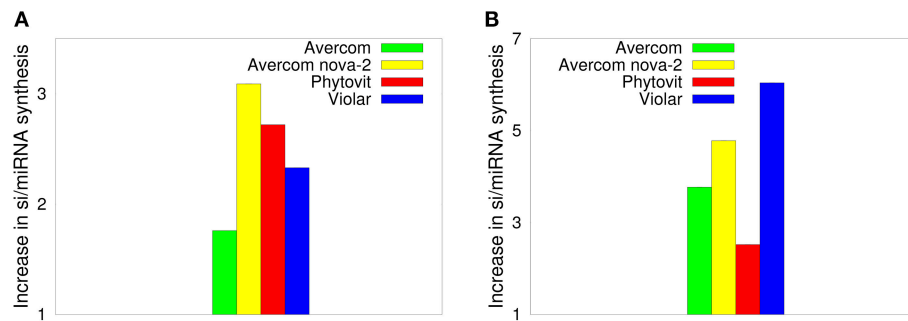 A
Increase in si/miRNA synthesis
3
2
1
Avercom
Avercom nova-2
Phytovit
Violar
B
Increase in si/miRNA synthesis
7
5
3
1
Avercom
Avercom nova-2
Phytovit
Violar